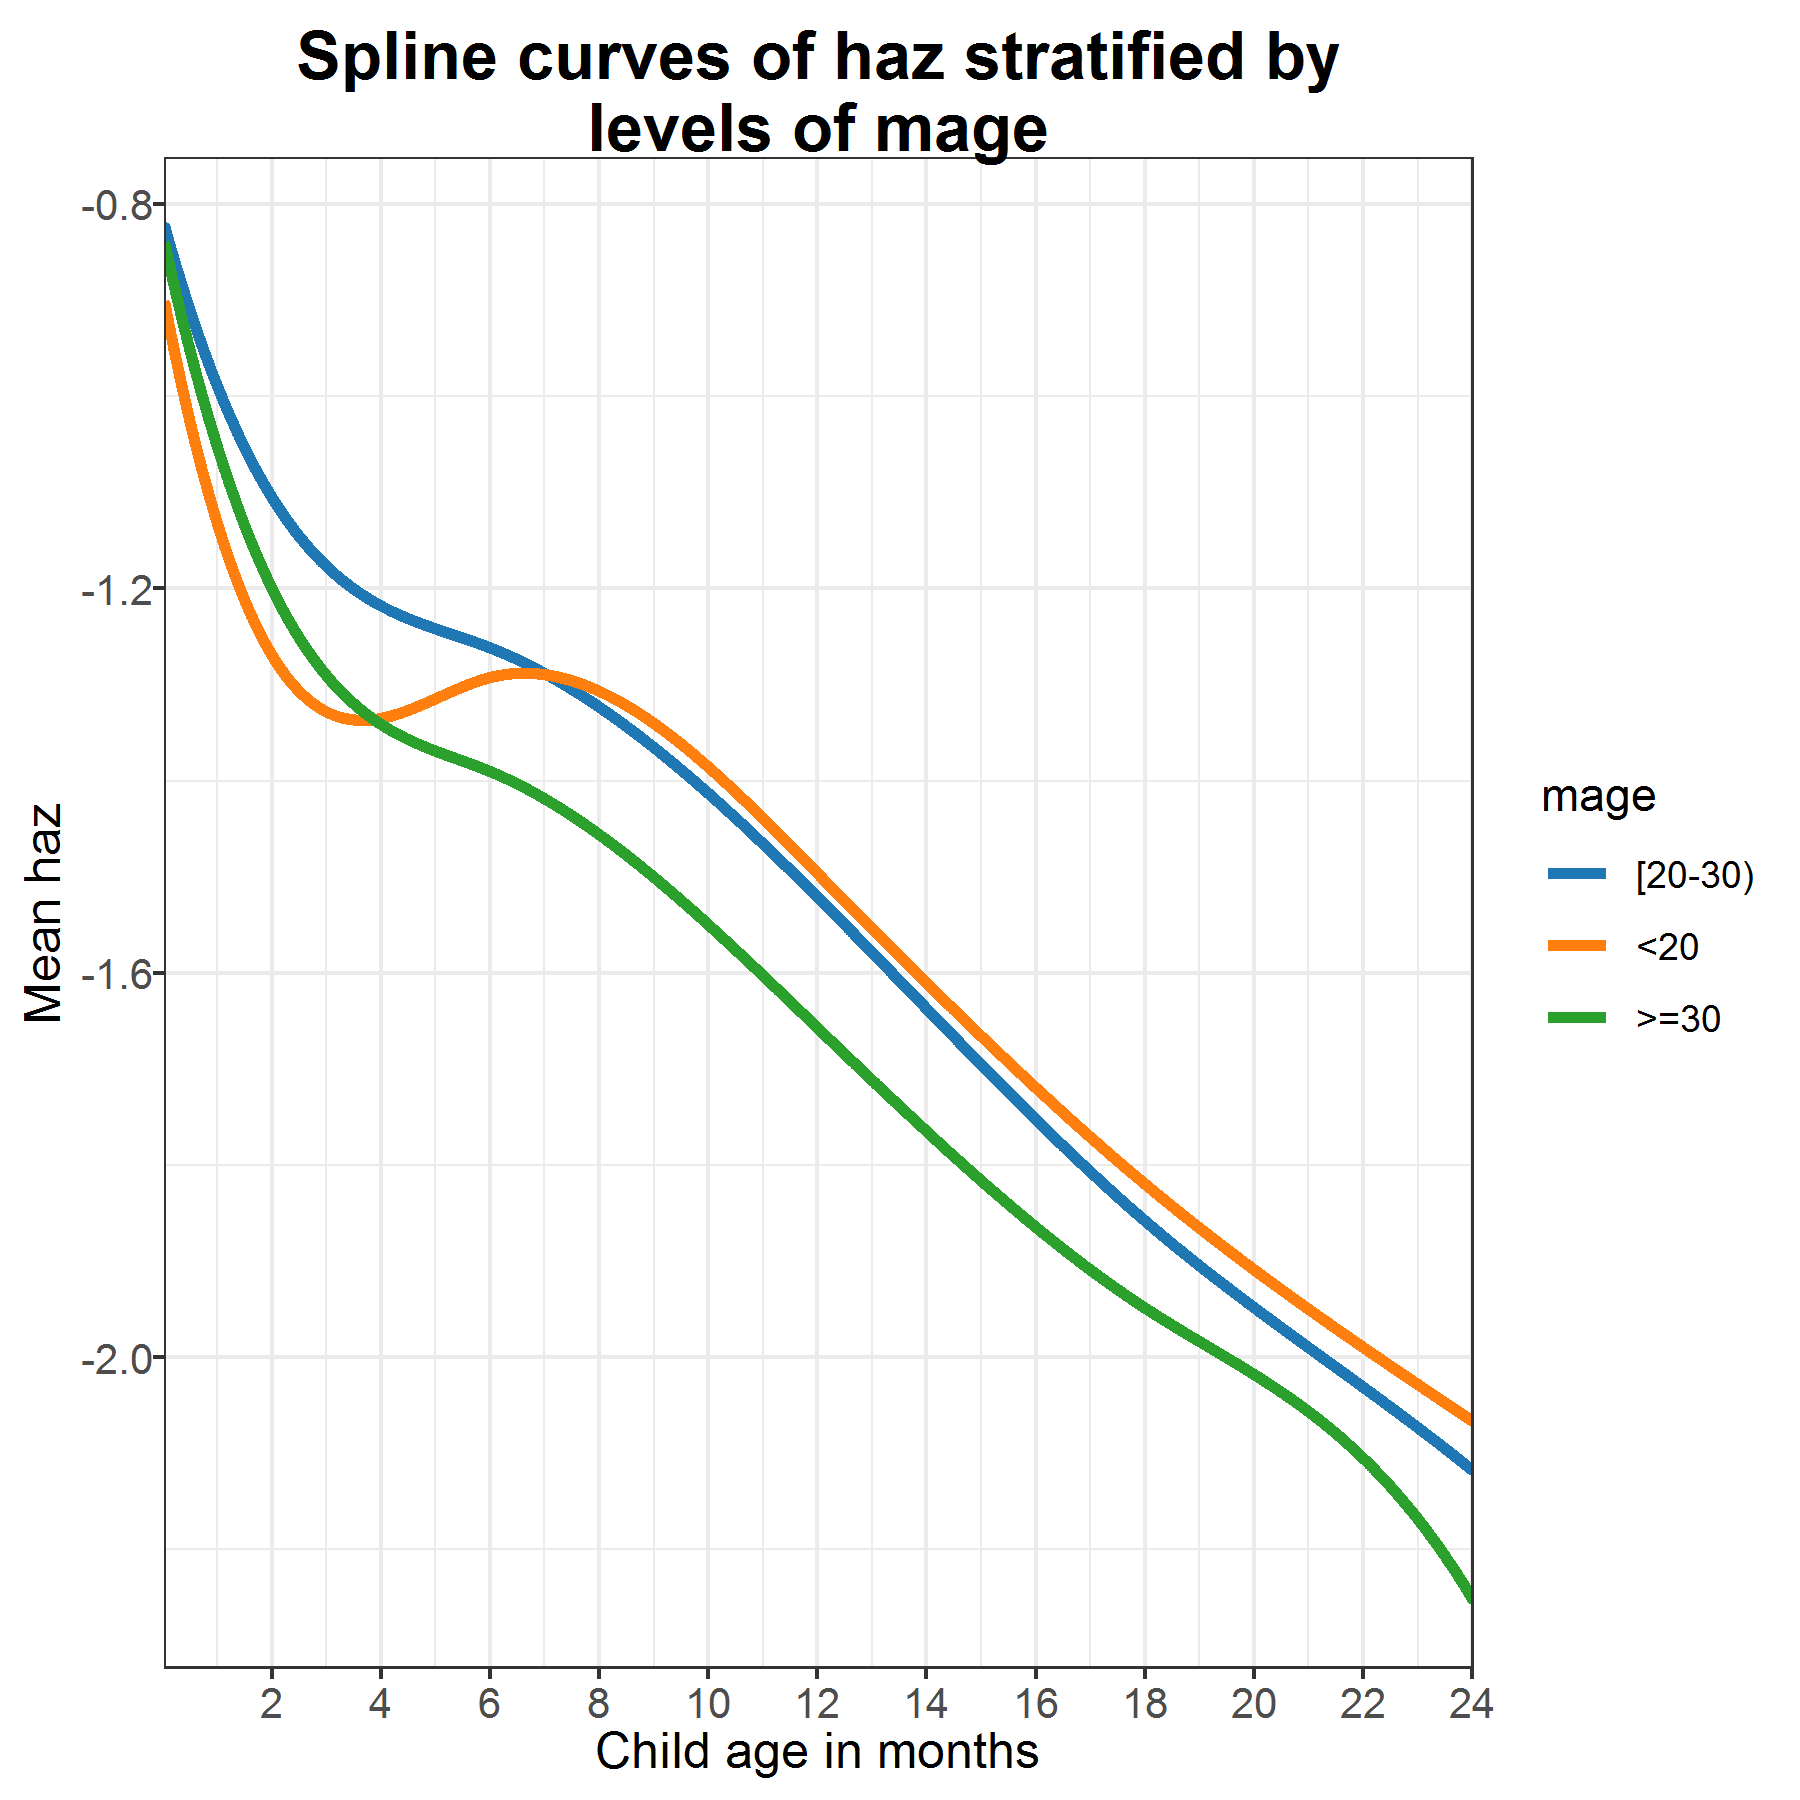 Spline curves of haz stratified by
levels of mage
-0.8
-1.2
-1.6
-2.0
Mean haz
2 4 6 8 10 12 14 16 18 20 22 24
Child age in months
mage
[20-30)
<20
>=30